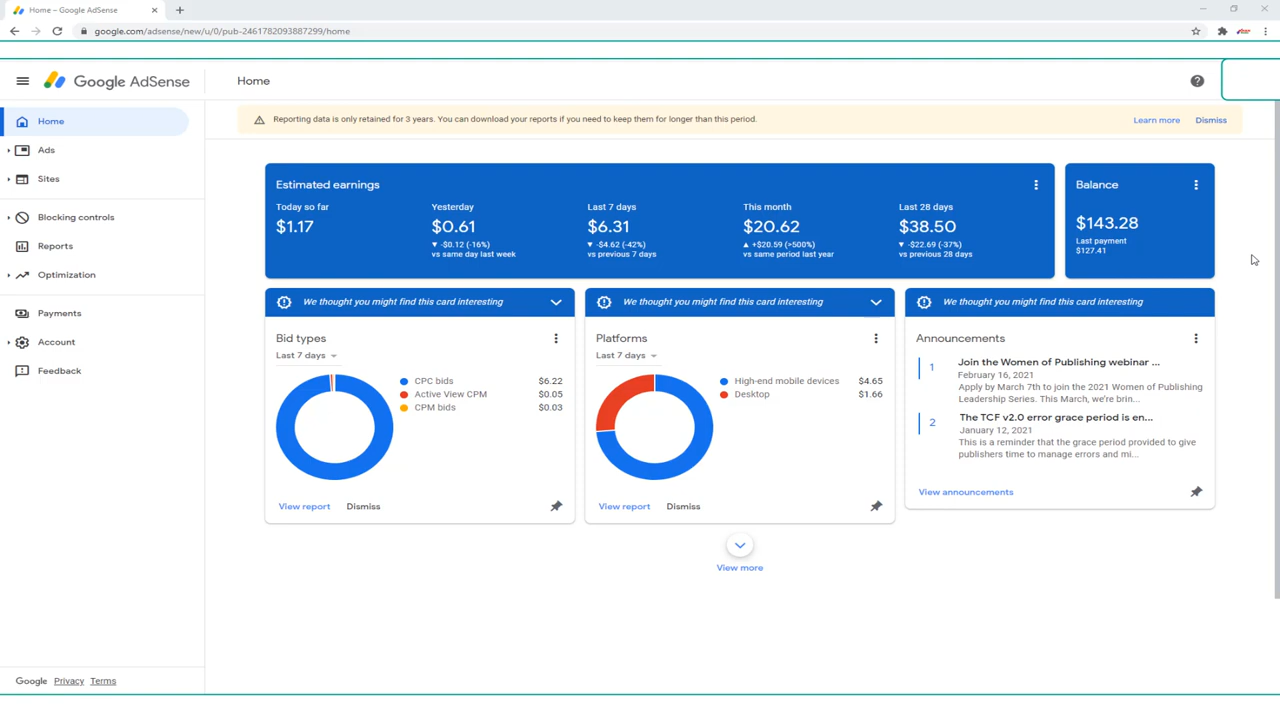 Home – Google AdSense
google.com/adsense/new/u/0/pub-2461782093887299/home
Google AdSense
Home
Home
Ads
Sites
Blocking controls
Reports
Optimization
Payments
Account
Feedback
Reporting data is only retained for 3 years. You can download your reports if you need to keep them for longer than this period.
Learn more
Dismiss
Estimated earnings
Today so far
$1.17
Yesterday
$0.61
▼ -$0.12 (-16%)
vs same day last week
Last 7 days
$6.31
▼ -$4.62 (-42%)
vs previous 7 days
This month
$20.62
▲ +$20.59 (>500%)
vs same period last year
Last 28 days
$38.50
▼ -$22.69 (-37%)
vs previous 28 days
Balance
$143.28
Last payment
$127.41
We thought you might find this card interesting
Bid types
Last 7 days
CPC bids $6.22
Active View CPM $0.05
CPM bids $0.03
View report
Dismiss
We thought you might find this card interesting
Platforms
Last 7 days
High-end mobile devices $4.65
Desktop $1.66
View report
Dismiss
We thought you might find this card interesting
Announcements
1
Join the Women of Publishing webinar ...
February 16, 2021
Apply by March 7th to join the 2021 Women of Publishing
Leadership Series. This March, we're brin...
2
The TCF v2.0 error grace period is en...
January 12, 2021
This is a reminder that the grace period provided to give
publishers time to manage errors and mi...
View announcements
View more
Google Privacy Terms